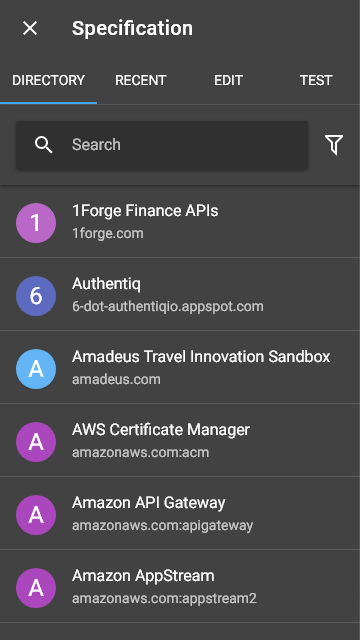 Specification
DIRECTORY RECENT EDIT TEST
Search
1 1Forge Finance APIs
1forge.com
6 Authentiq
6-dot-authentiqio.appspot.com
A Amadeus Travel Innovation Sandbox
amadeus.com
A AWS Certificate Manager
amazonaws.com:acm
A Amazon API Gateway
amazonaws.com:apigateway
A Amazon AppStream
amazonaws.com:appstream2